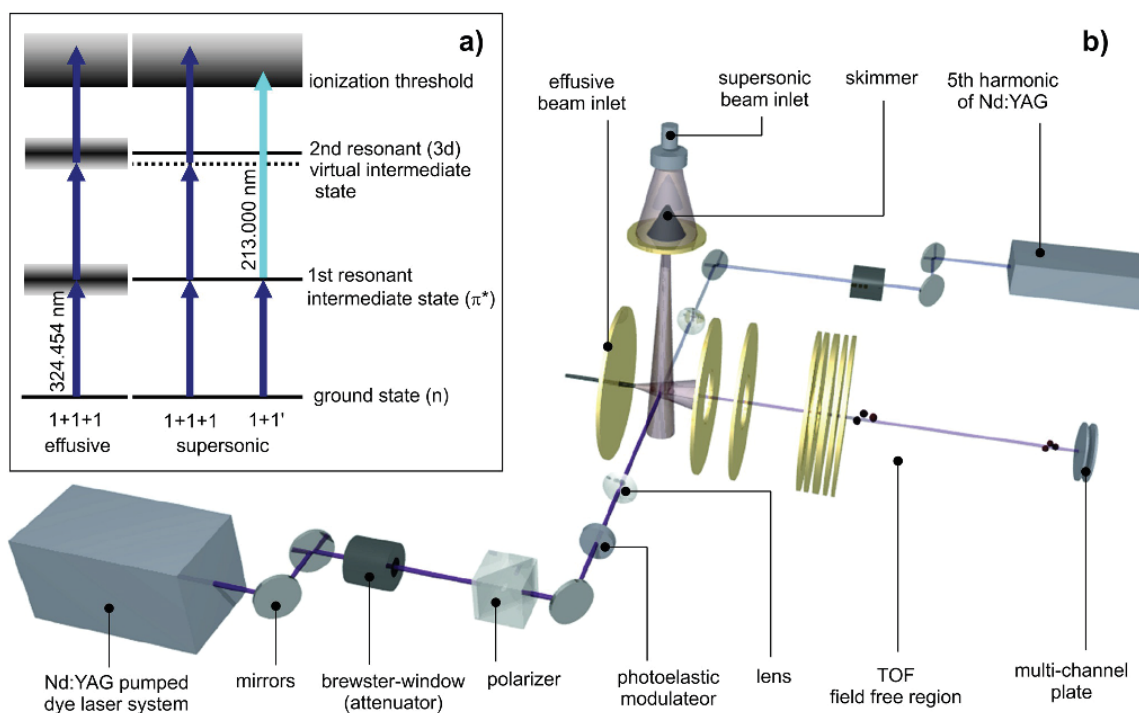 a)
ionization threshold
2nd resonant (3d)
virtual intermediate
state
213.000 nm
1st resonant
intermediate state (π*)
324.454 nm
ground state (n)
1+1+1
1+1+1
1+1'
effusive
supersonic
b)
effusive
beam inlet
supersonic
beam inlet
skimmer
5th harmonic
of Nd:YAG
Nd:YAG pumped
dye laser system
mirrors
brewster-window
(attenuator)
polarizer
photoelastic
modulateor
lens
TOF
field free region
multi-channel
plate